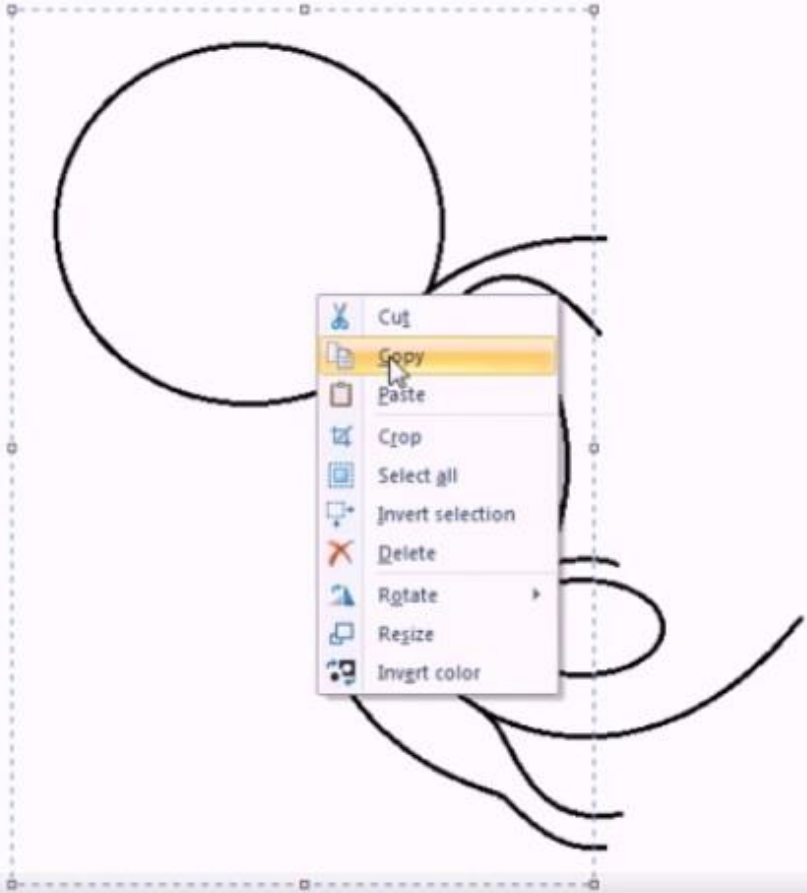 Cut
Copy
Paste
Crop
Select all
Invert selection
Delete
Rotate
Resize
Invert color